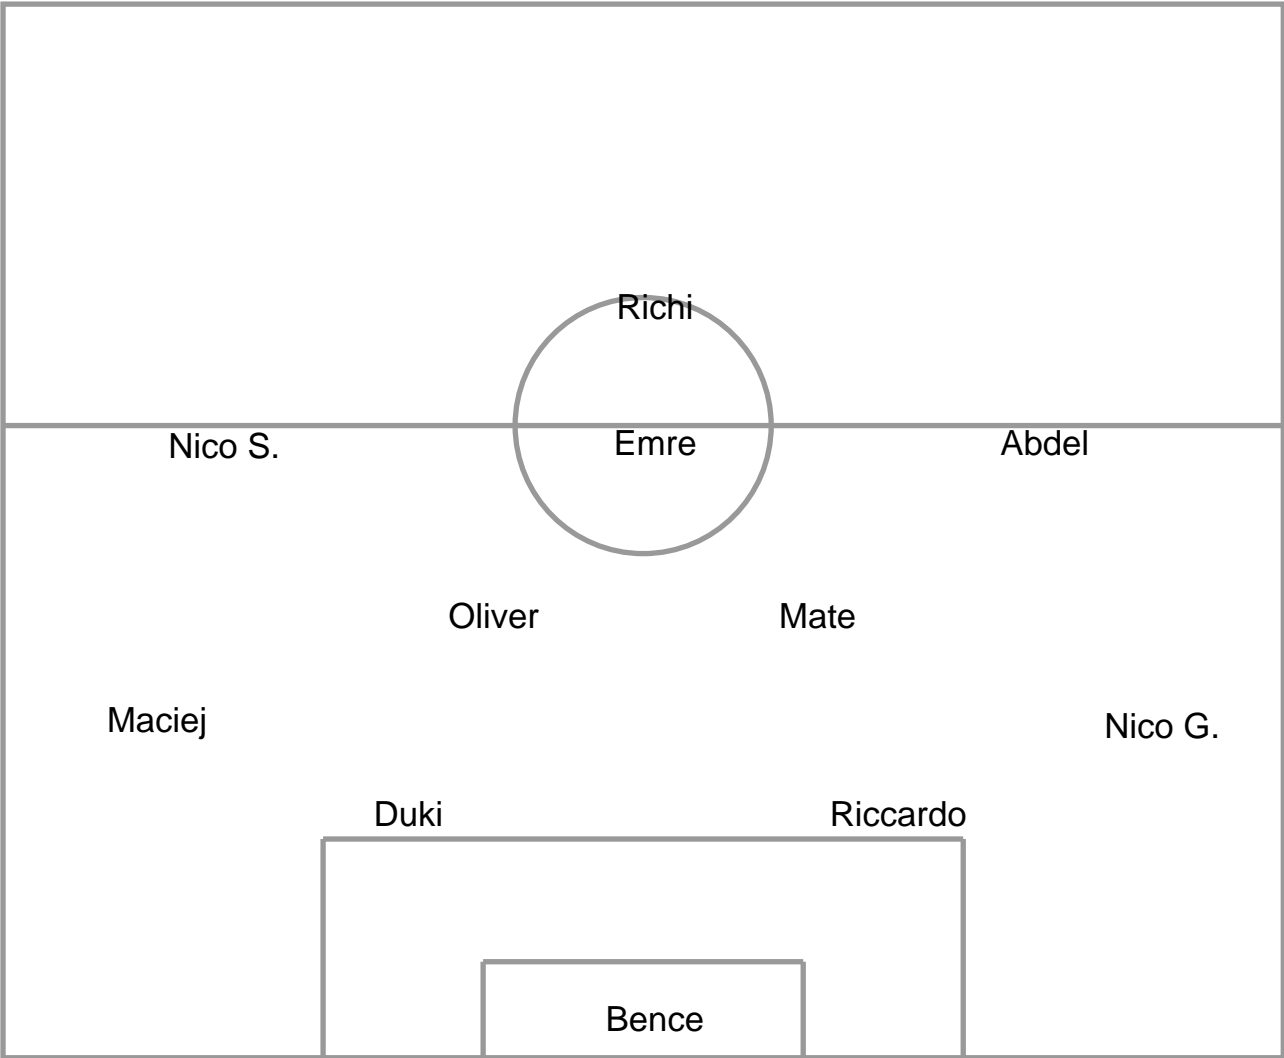 Richi
Nico S.
Emre
Abdel
Oliver
Mate
Maciej
Nico G.
Duki
Riccardo
Bence